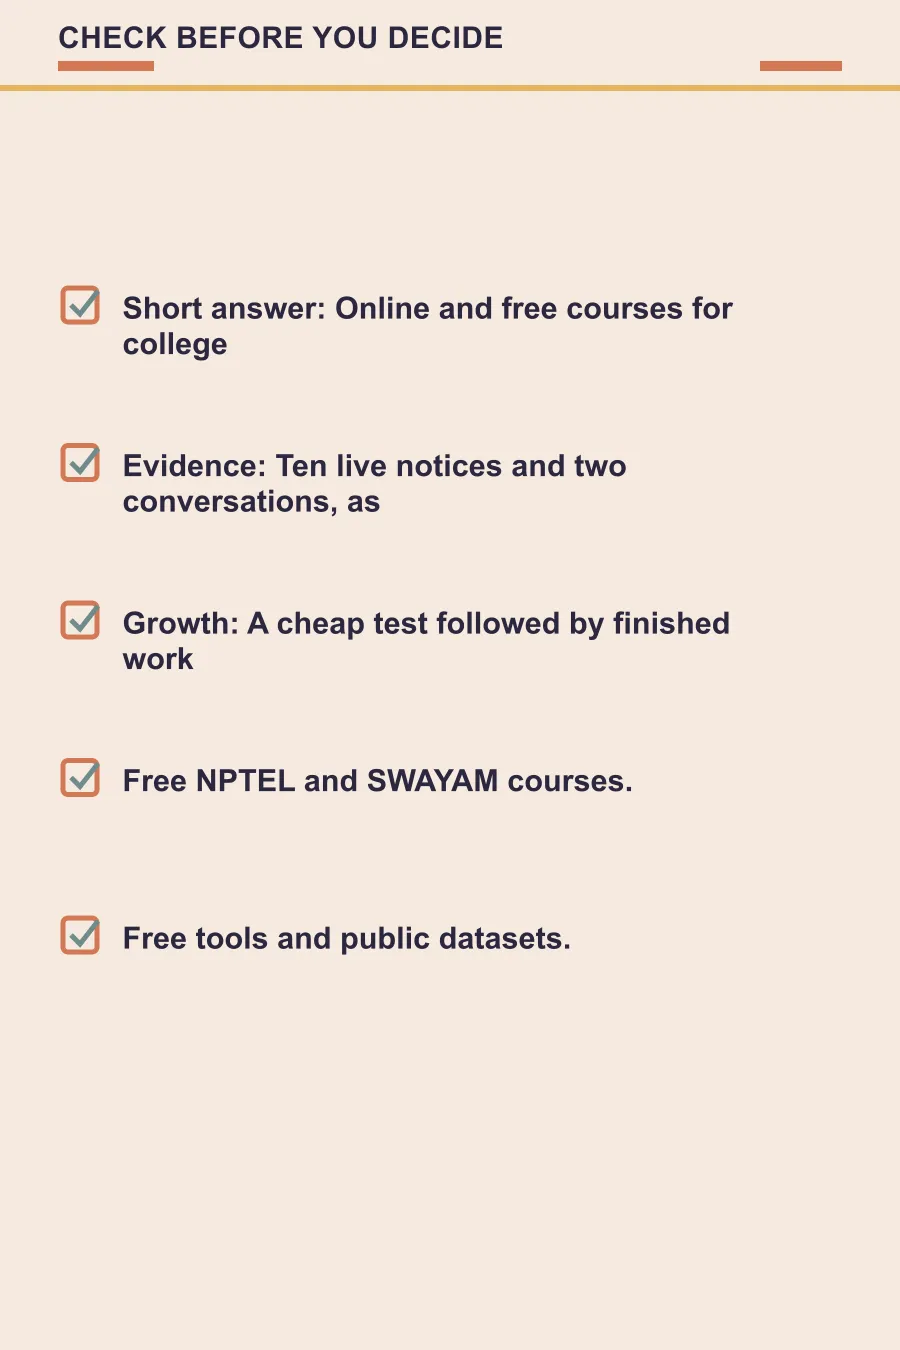 CHECK BEFORE YOU DECIDE
Short answer: Online and free courses for
college
Evidence: Ten live notices and two
conversations, as
Growth: A cheap test followed by finished
work
Free NPTEL and SWAYAM courses.
Free tools and public datasets.